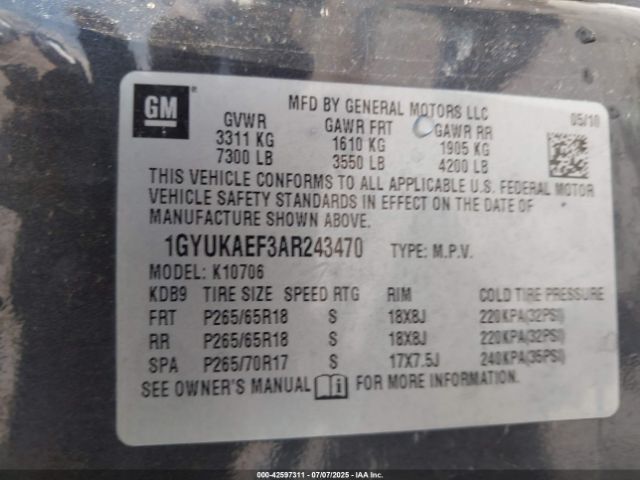 GM
MFD BY GENERAL MOTORS LLC
05/10
GVWR GAWR FRT GAWR RR
3311 KG 1610 KG 1905 KG
7300 LB 3550 LB 4200 LB
THIS VEHICLE CONFORMS TO ALL APPLICABLE U.S. FEDERAL MOTOR
VEHICLE SAFETY STANDARDS IN EFFECT ON THE DATE OF
MANUFACTURE SHOWN ABOVE.
1GYUKAEF3AR243470 TYPE: M.P.V.
MODEL: K10706
KDB9 TIRE SIZE SPEED RTG RIM COLD TIRE PRESSURE
FRT P265/65R18 S 18X8J 220KPA(32PSI)
RR P265/65R18 S 18X8J 220KPA(32PSI)
SPA P265/70R17 S 17X7.5J 240KPA(35PSI)
SEE OWNER'S MANUAL i FOR MORE INFORMATION.
000-42597311 - 07/07/2025 - IAAIPDF.COM